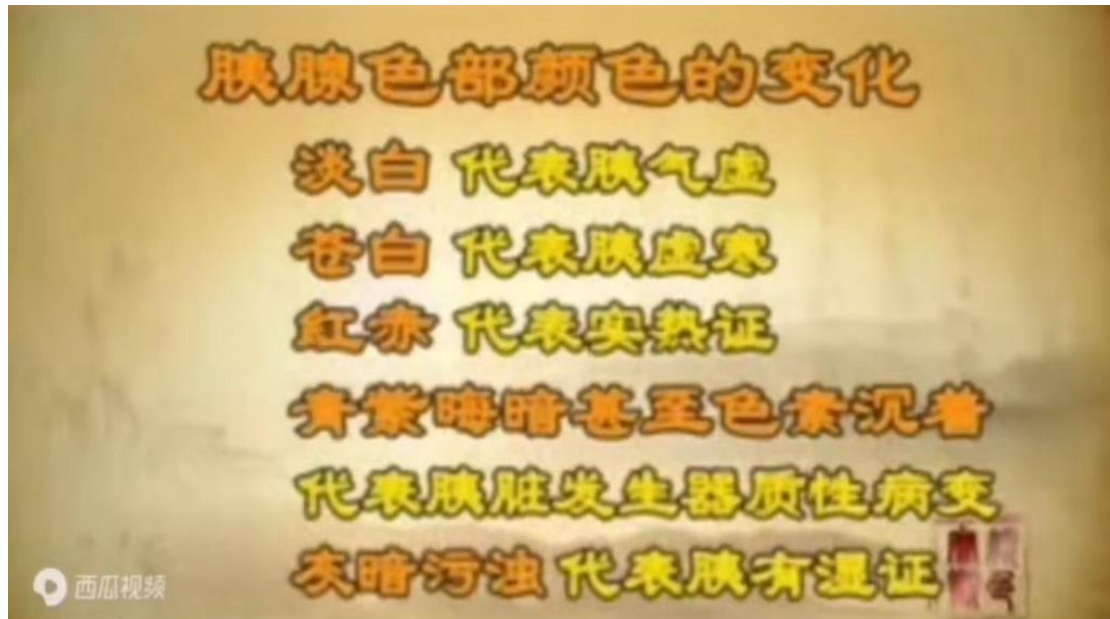 胰腺色部颜色的变化
淡白 代表胰气虚
苍白 代表胰虚寒
红赤 代表实热证
青紫晦暗甚至色素沉着
代表胰脏发生器质性病变
灰暗污浊 代表胰有湿证
西瓜视频